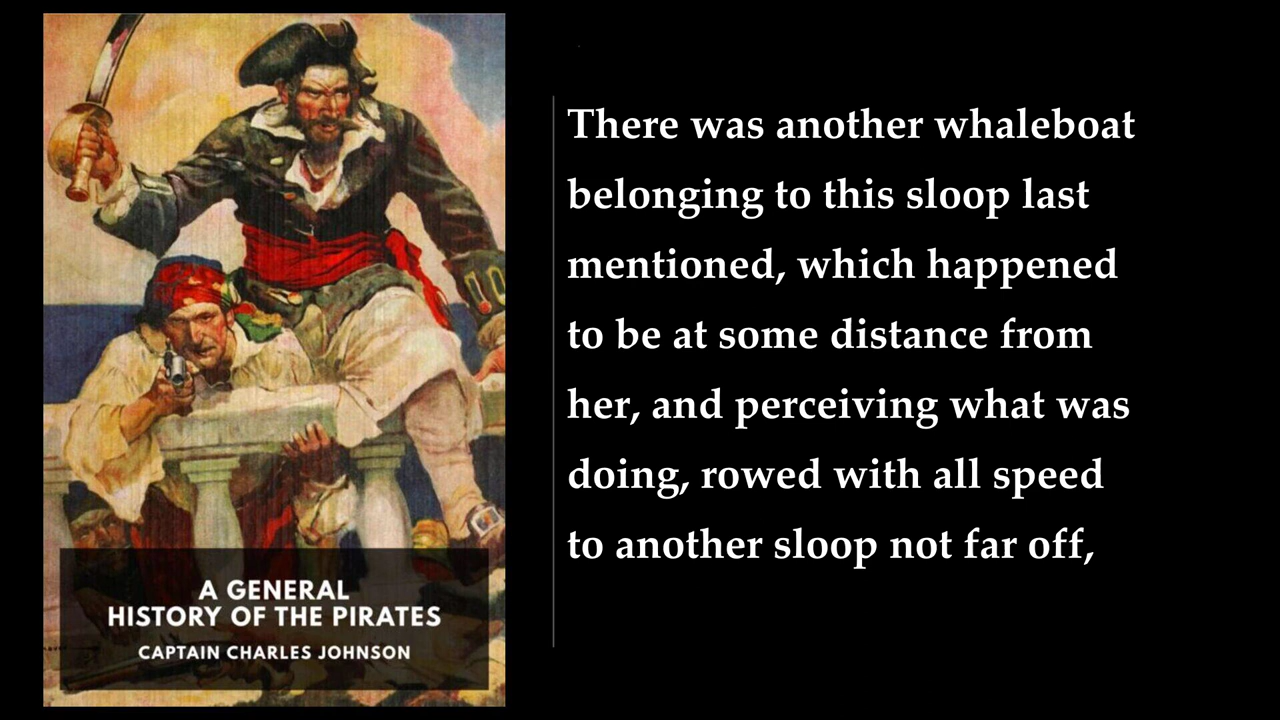 There was another whaleboat
belonging to this sloop last
mentioned, which happened
to be at some distance from
her, and perceiving what was
doing, rowed with all speed
to another sloop not far off,
A GENERAL
HISTORY OF THE PIRATES
CAPTAIN CHARLES JOHNSON